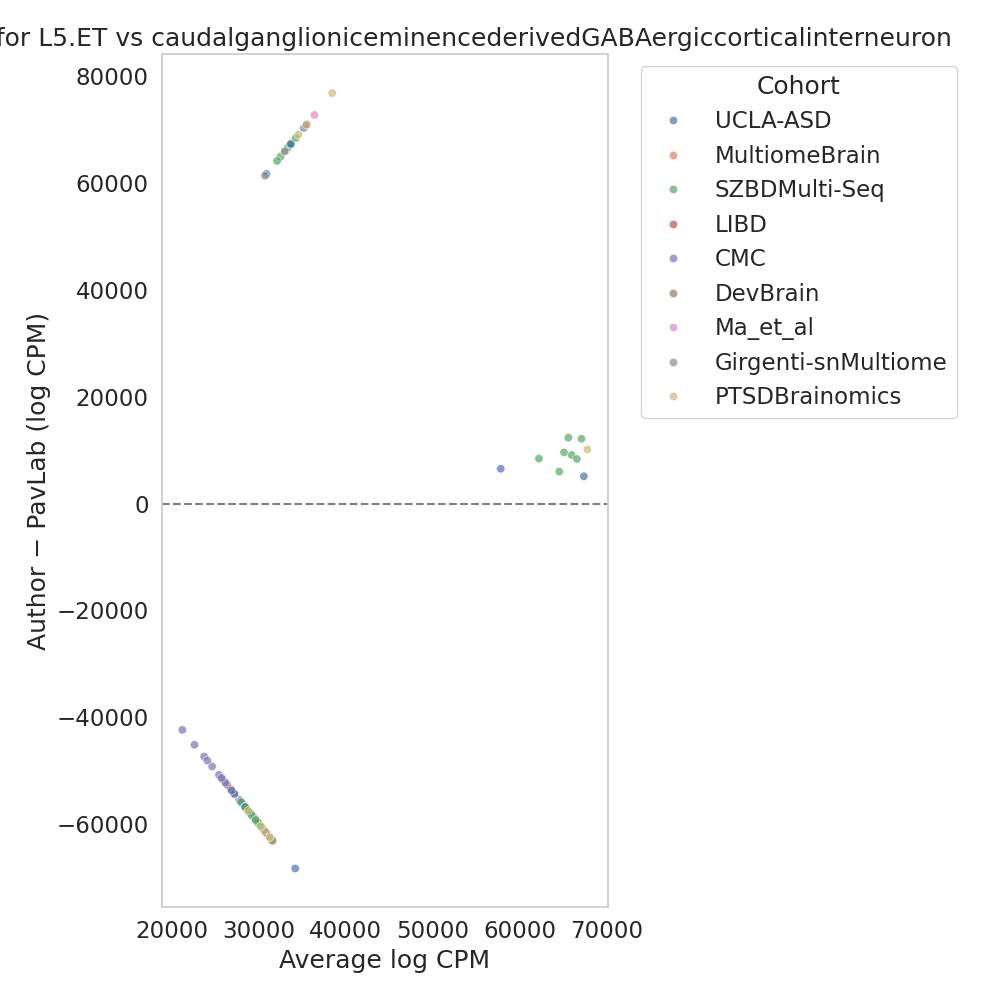 for L5.ET vs caudalganglioniceminencederivedGABAergiccorticalinterneuron
80000
60000
40000
20000
0
−20000
−40000
−60000
Author − PavLab (log CPM)
20000 30000 40000 50000 60000 70000
Average log CPM
Cohort
UCLA-ASD
MultiomeBrain
SZBDMulti-Seq
LIBD
CMC
DevBrain
Ma_et_al
Girgenti-snMultiome
PTSDBrainomics